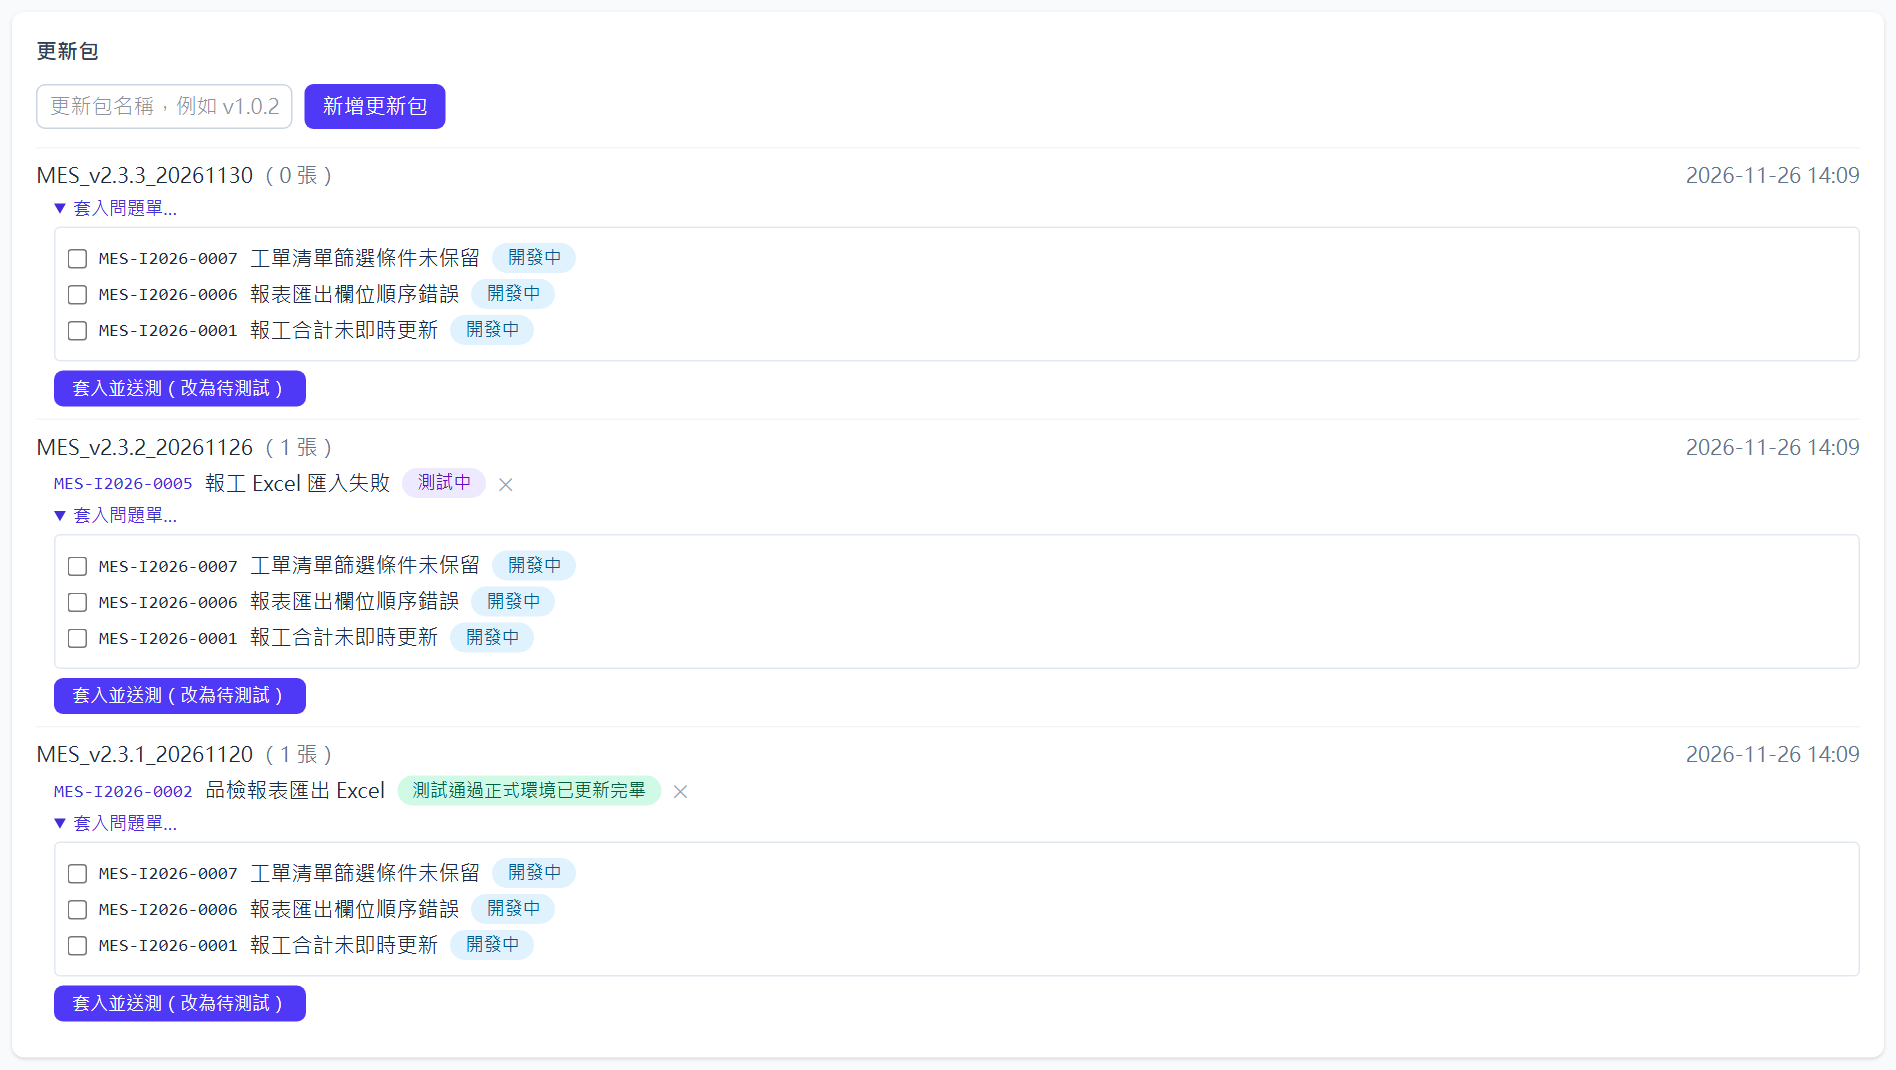 更新包
更新包名稱，例如 v1.0.2 新增更新包
MES_v2.3.3_20261130 （0 張） 2026-11-26 14:09
▼ 套入問題單...
MES-I2026-0007 工單清單篩選條件未保留 開發中
MES-I2026-0006 報表匯出欄位順序錯誤 開發中
MES-I2026-0001 報工合計未即時更新 開發中
套入並送測（改為待測試）
MES_v2.3.2_20261126 （1 張） 2026-11-26 14:09
MES-I2026-0005 報工 Excel 匯入失敗 測試中 ×
▼ 套入問題單...
MES-I2026-0007 工單清單篩選條件未保留 開發中
MES-I2026-0006 報表匯出欄位順序錯誤 開發中
MES-I2026-0001 報工合計未即時更新 開發中
套入並送測（改為待測試）
MES_v2.3.1_20261120 （1 張） 2026-11-26 14:09
MES-I2026-0002 品檢報表匯出 Excel 測試通過正式環境已更新完畢 ×
▼ 套入問題單...
MES-I2026-0007 工單清單篩選條件未保留 開發中
MES-I2026-0006 報表匯出欄位順序錯誤 開發中
MES-I2026-0001 報工合計未即時更新 開發中
套入並送測（改為待測試）